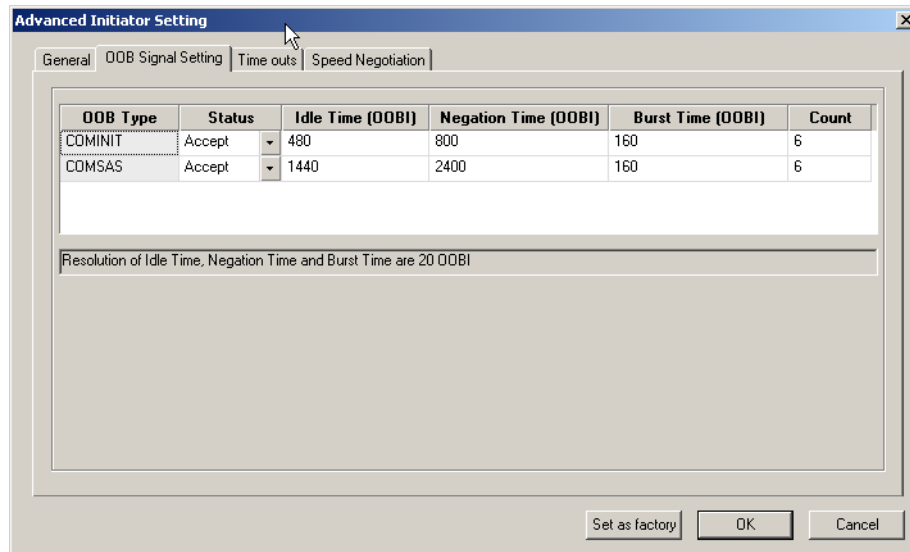 Advanced Initiator Setting
General OOB Signal Setting Time outs Speed Negotiation
OOB Type Status Idle Time (OOBI) Negation Time (OOBI) Burst Time (OOBI) Count
COMINIT Accept 480 800 160 6
COMSAS Accept 1440 2400 160 6
Resolution of Idle Time, Negation Time and Burst Time are 20 OOBI
Set as factory OK Cancel